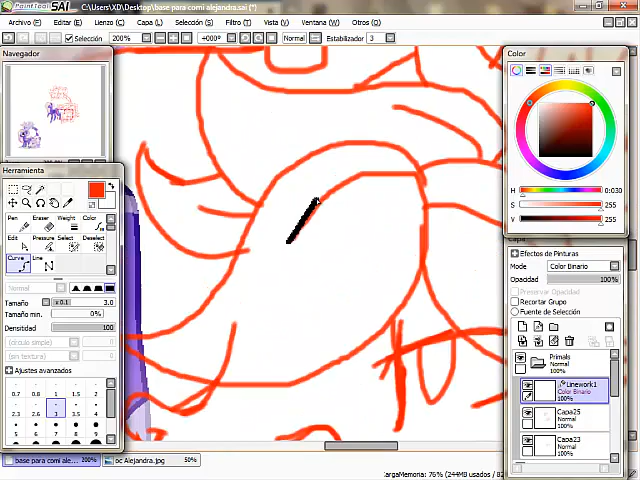 PaintTool SAI C:\Users\XD\Desktop\base para comi alejandra.sai (*)
Archivo Editar (E) Lienzo (C) Capa (L) Selección (S) Filtro (T) Vista (V) Ventana (W) Otros (O)
Selección 200% +000° Normal Estabilizador 3
Navegador
Herramienta
Pen Eraser Weight Color
Edit Pressure Select Deselect
Curve Line
Normal
Tamaño x 0.1 3.0
Tamaño min. 0%
Densidad 100
(círculo simple)
(sin textura)
Ajustes avanzados
0.7 0.8 1 1.5 2
2.3 2.6 3 3.5 4
5 6 7 8 9
base para comi ale... 200% oc Alejandra.jpg 50%
Color
H 0:030
S 255
V 255
Capa
Efectos de Pinturas
Mode Color Binario
Opacidad 100%
Preservar Opacidad
Recortar Grupo
Fuente de Selección
Primals
Normal
100%
Linework1
Color Binario
100%
Capa25
Normal
100%
Capa23
Normal
100%